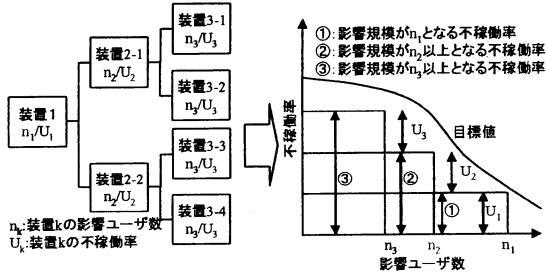 装置1
n1/U1
装置2-1
n2/U2
装置2-2
n2/U2
装置3-1
n3/U3
装置3-2
n3/U3
装置3-3
n3/U3
装置3-4
n3/U3
nk:装置kの影響ユーザ数
Uk:装置kの不稼働率
①:影響規模がn1となる不稼働率
②:影響規模がn2以上となる不稼働率
③:影響規模がn3以上となる不稼働率
不稼働率
目標値
U3
U2
U1
③
②
①
n3
n2
n1
影響ユーザ数